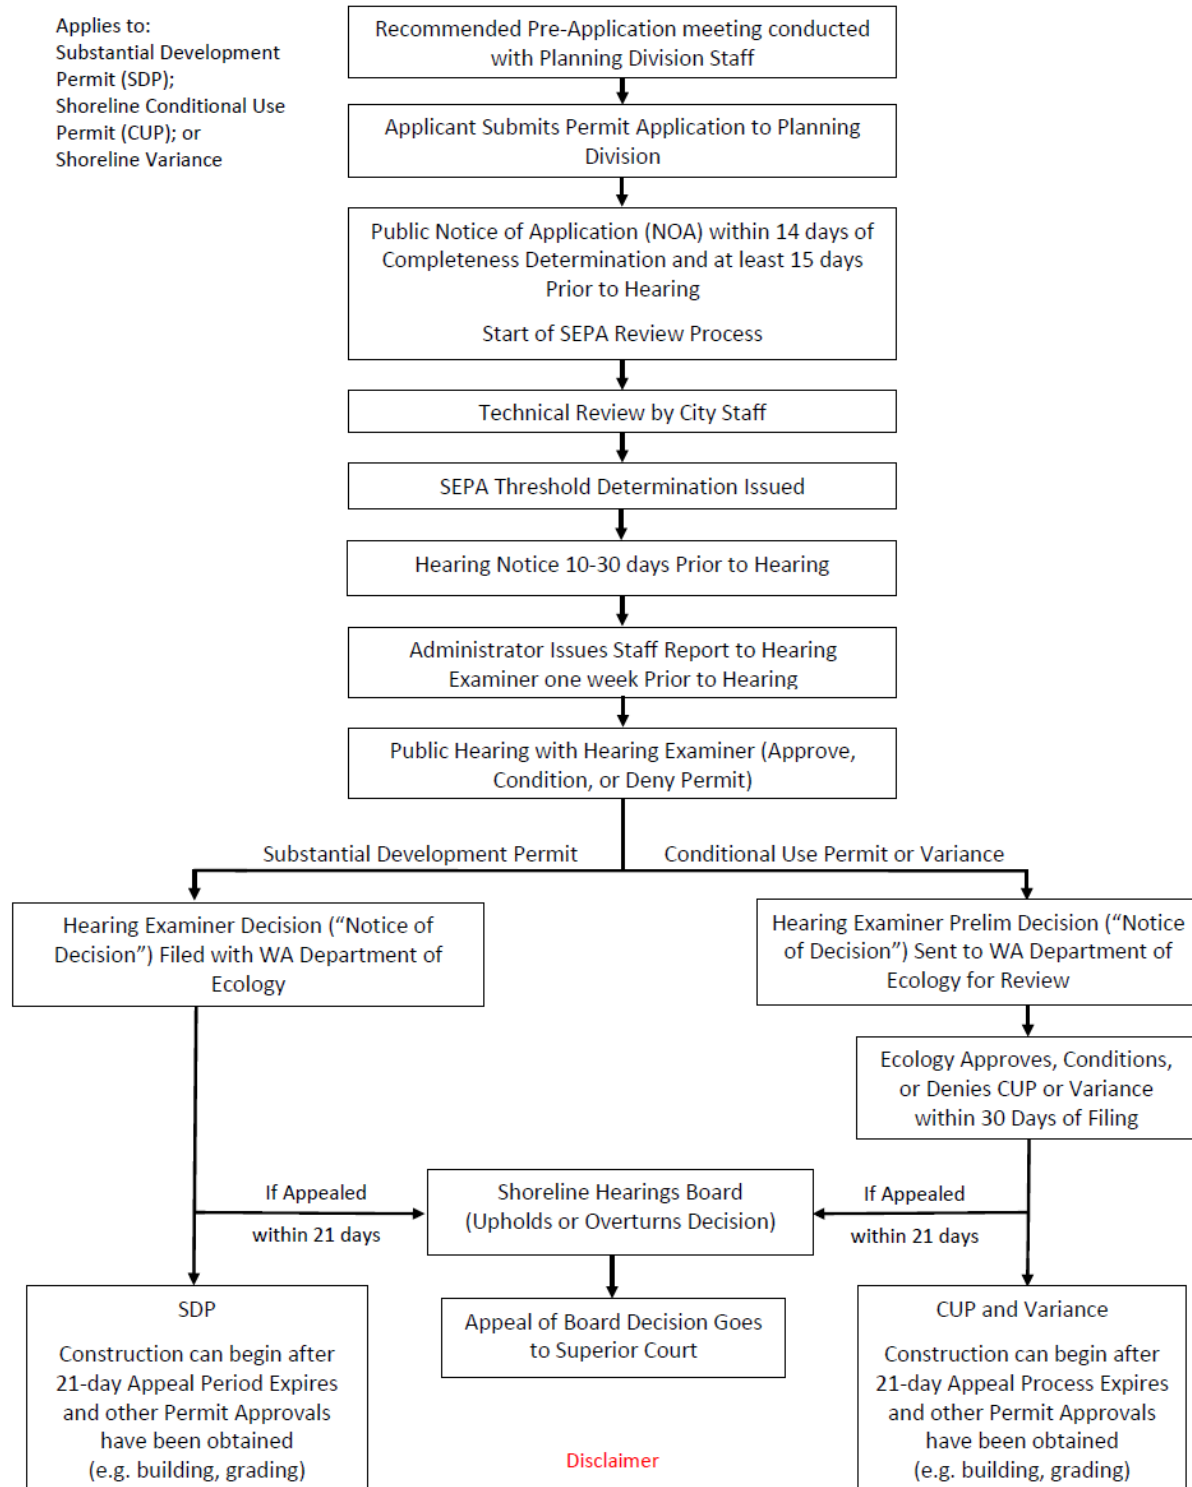 Applies to:
Substantial Development
Permit (SDP);
Shoreline Conditional Use
Permit (CUP); or
Shoreline Variance
Recommended Pre-Application meeting conducted
with Planning Division Staff
Applicant Submits Permit Application to Planning
Division
Public Notice of Application (NOA) within 14 days of
Completeness Determination and at least 15 days
Prior to Hearing
Start of SEPA Review Process
Technical Review by City Staff
SEPA Threshold Determination Issued
Hearing Notice 10-30 days Prior to Hearing
Administrator Issues Staff Report to Hearing
Examiner one week Prior to Hearing
Public Hearing with Hearing Examiner (Approve,
Condition, or Deny Permit)
Substantial Development Permit
Conditional Use Permit or Variance
Hearing Examiner Decision (“Notice of
Decision”) Filed with WA Department of
Ecology
Hearing Examiner Prelim Decision (“Notice
of Decision”) Sent to WA Department of
Ecology for Review
Ecology Approves, Conditions,
or Denies CUP or Variance
within 30 Days of Filing
If Appealed
within 21 days
Shoreline Hearings Board
(Upholds or Overturns Decision)
If Appealed
within 21 days
SDP
Construction can begin after
21-day Appeal Period Expires
and other Permit Approvals
have been obtained
(e.g. building, grading)
Appeal of Board Decision Goes
to Superior Court
CUP and Variance
Construction can begin after
21-day Appeal Process Expires
and other Permit Approvals
have been obtained
(e.g. building, grading)
Disclaimer